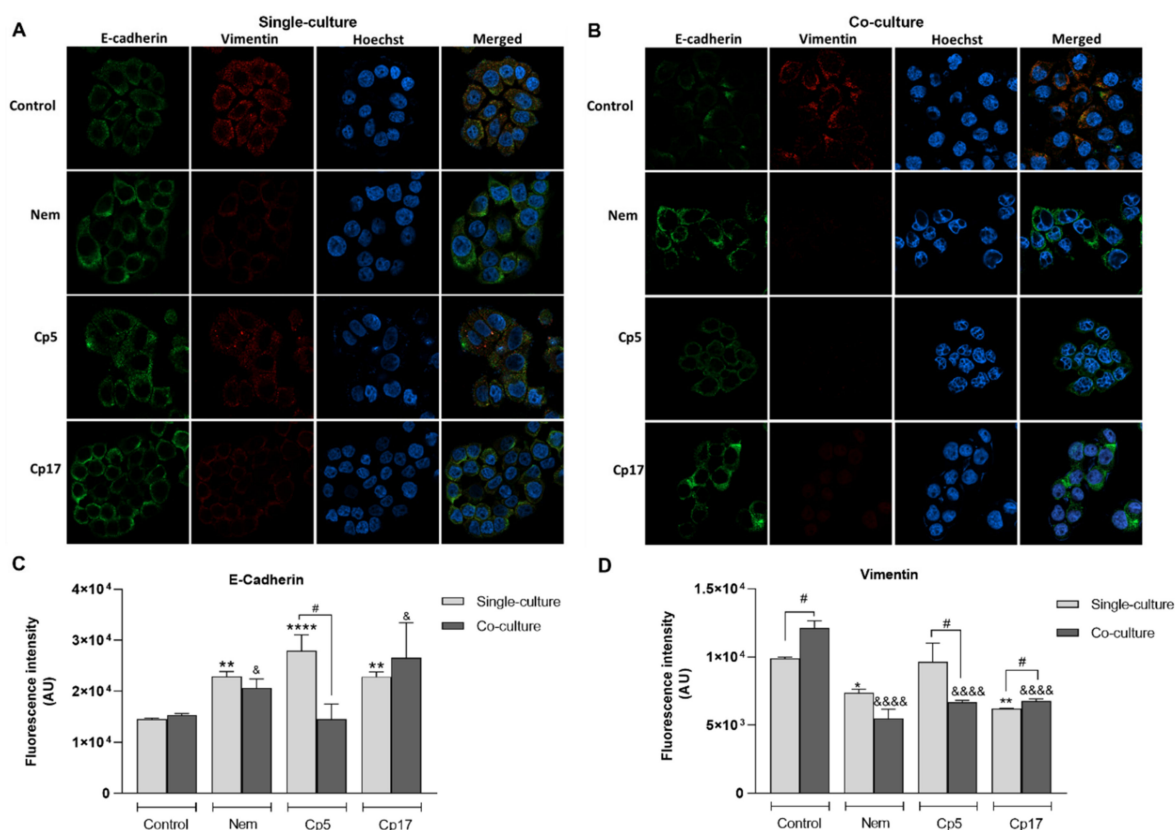 A
Single-culture
E-cadherin Vimentin Hoechst Merged
Control
Nem
Cp5
Cp17
B
Co-culture
E-cadherin Vimentin Hoechst Merged
Control
Nem
Cp5
Cp17
C
E-Cadherin
Fluorescence intensity
(AU)
4×10⁴
3×10⁴
2×10⁴
1×10⁴
0
**
&
****
#
**
&
Single-culture
Co-culture
Control Nem Cp5 Cp17
D
Vimentin
Fluorescence intensity
(AU)
1.5×10⁴
1×10⁴
5×10³
0
#
*
&&&&
#
&&&&
**
#
&&&&
Single-culture
Co-culture
Control Nem Cp5 Cp17